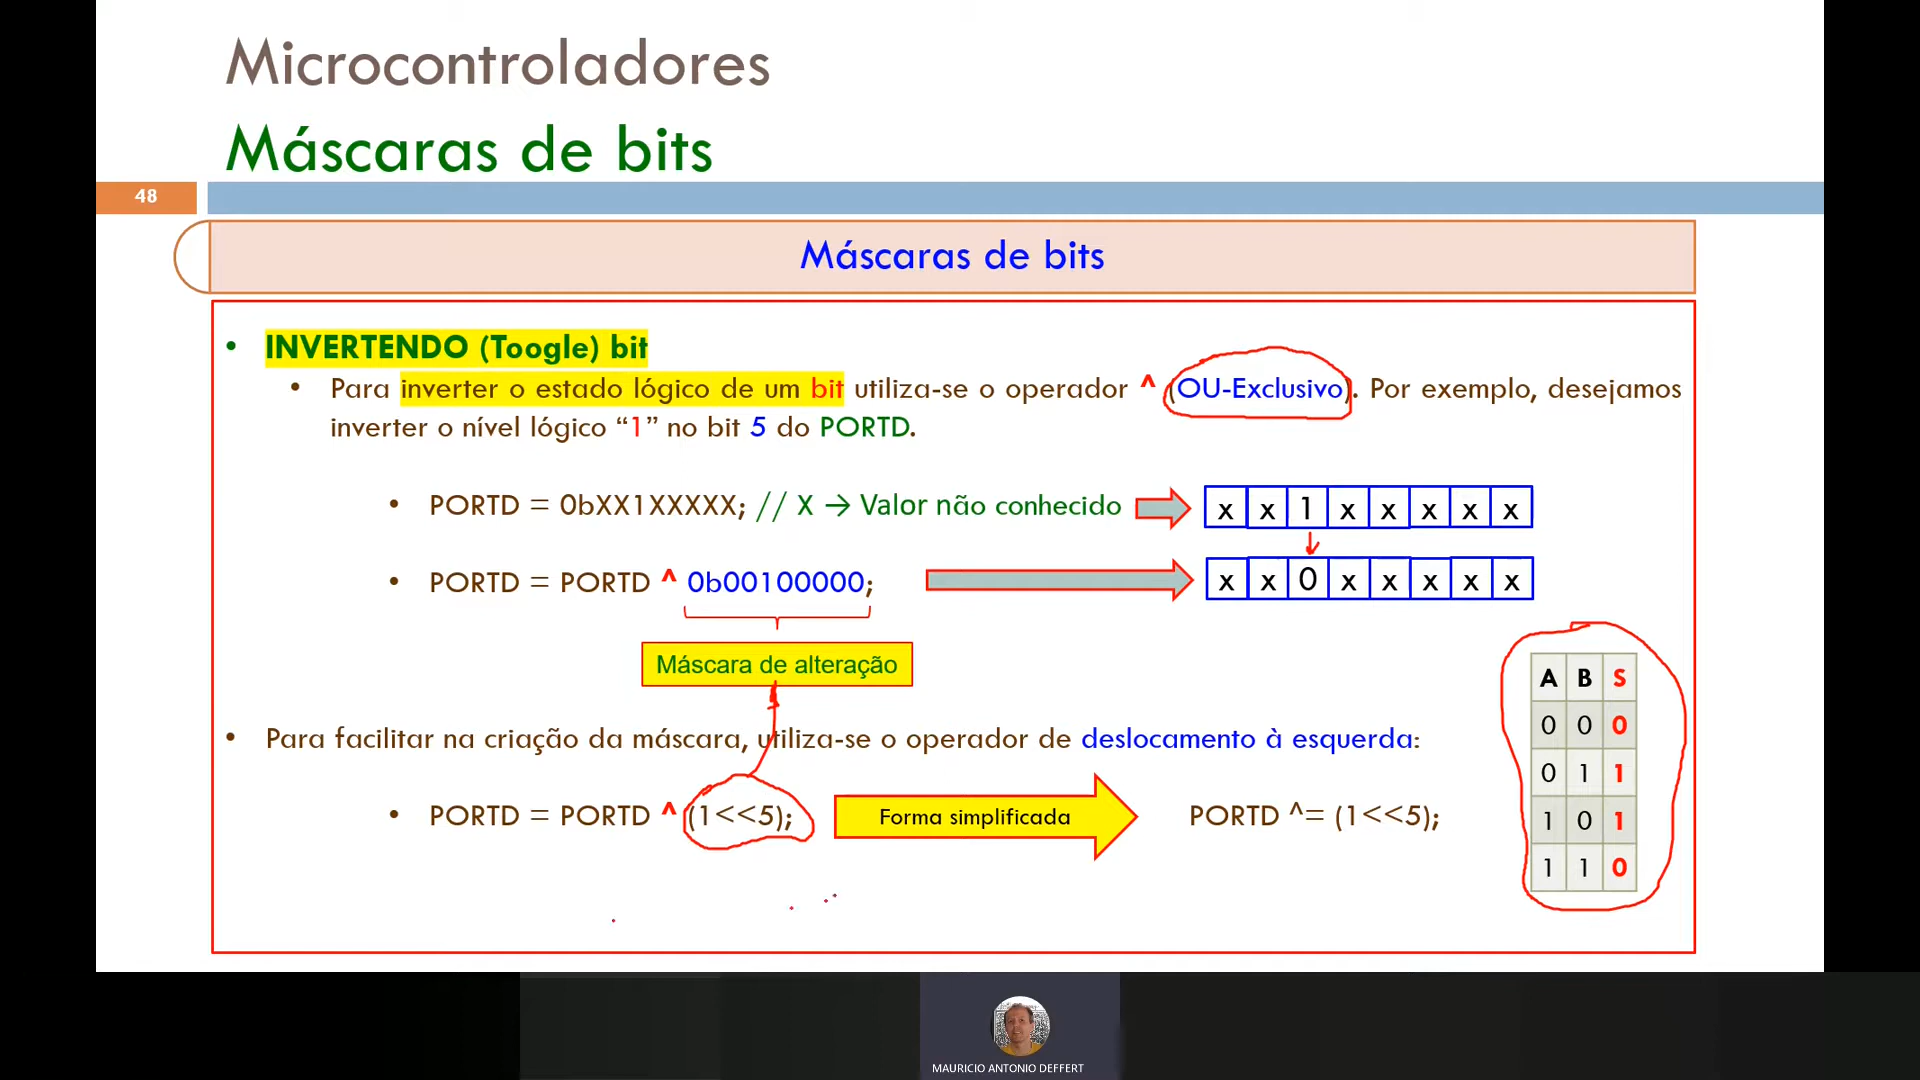 Microcontroladores
Máscaras de bits
48
Máscaras de bits
• INVERTENDO (Toogle) bit
• Para inverter o estado lógico de um bit utiliza-se o operador ^ (OU-Exclusivo). Por exemplo, desejamos
inverter o nível lógico “1” no bit 5 do PORTD.
• PORTD = 0bXX1XXXXX; // X → Valor não conhecido
x x 1 x x x x x
• PORTD = PORTD ^ 0b00100000;
x x 0 x x x x x
Máscara de alteração
A B S
0 0 0
0 1 1
1 0 1
1 1 0
• Para facilitar na criação da máscara, utiliza-se o operador de deslocamento à esquerda:
• PORTD = PORTD ^ (1<<5);
Forma simplificada
PORTD ^= (1<<5);
MAURICIO ANTONIO DEFFERT